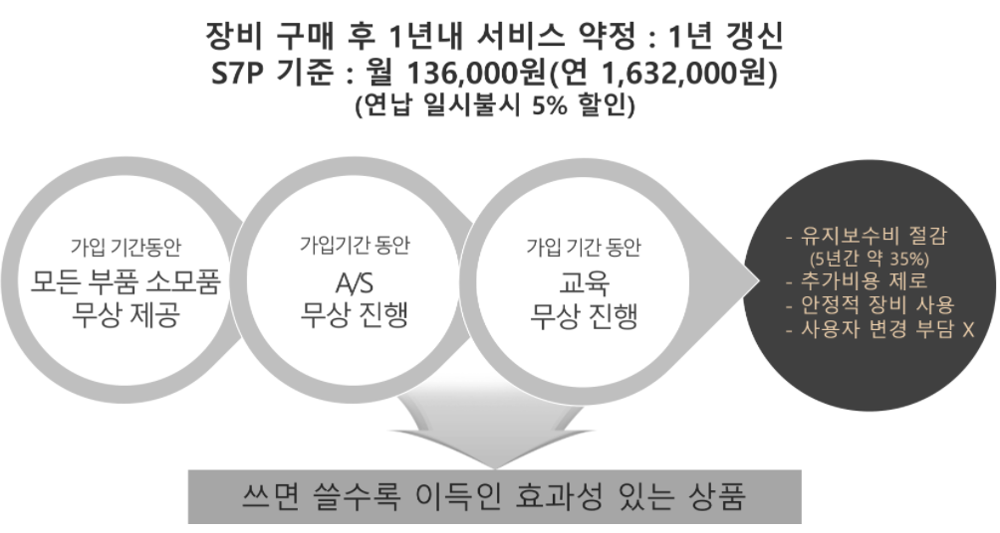 장비 구매 후 1년내 서비스 약정 : 1년 갱신
S7P 기준 : 월 136,000원(연 1,632,000원)
(연납 일시불시 5% 할인)
가입 기간동안
모든 부품 소모품
무상 제공
가입기간 동안
A/S
무상 진행
가입 기간 동안
교육
무상 진행
- 유지보수비 절감
(5년간 약 35%)
- 추가비용 제로
- 안정적 장비 사용
- 사용자 변경 부담 X
쓰면 쓸수록 이득인 효과성 있는 상품